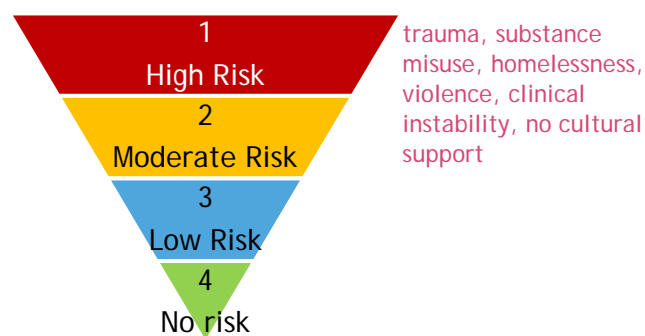 1
High Risk
trauma, substance
misuse, homelessness,
violence, clinical
instability, no cultural
support
2
Moderate Risk
3
Low Risk
4
No risk